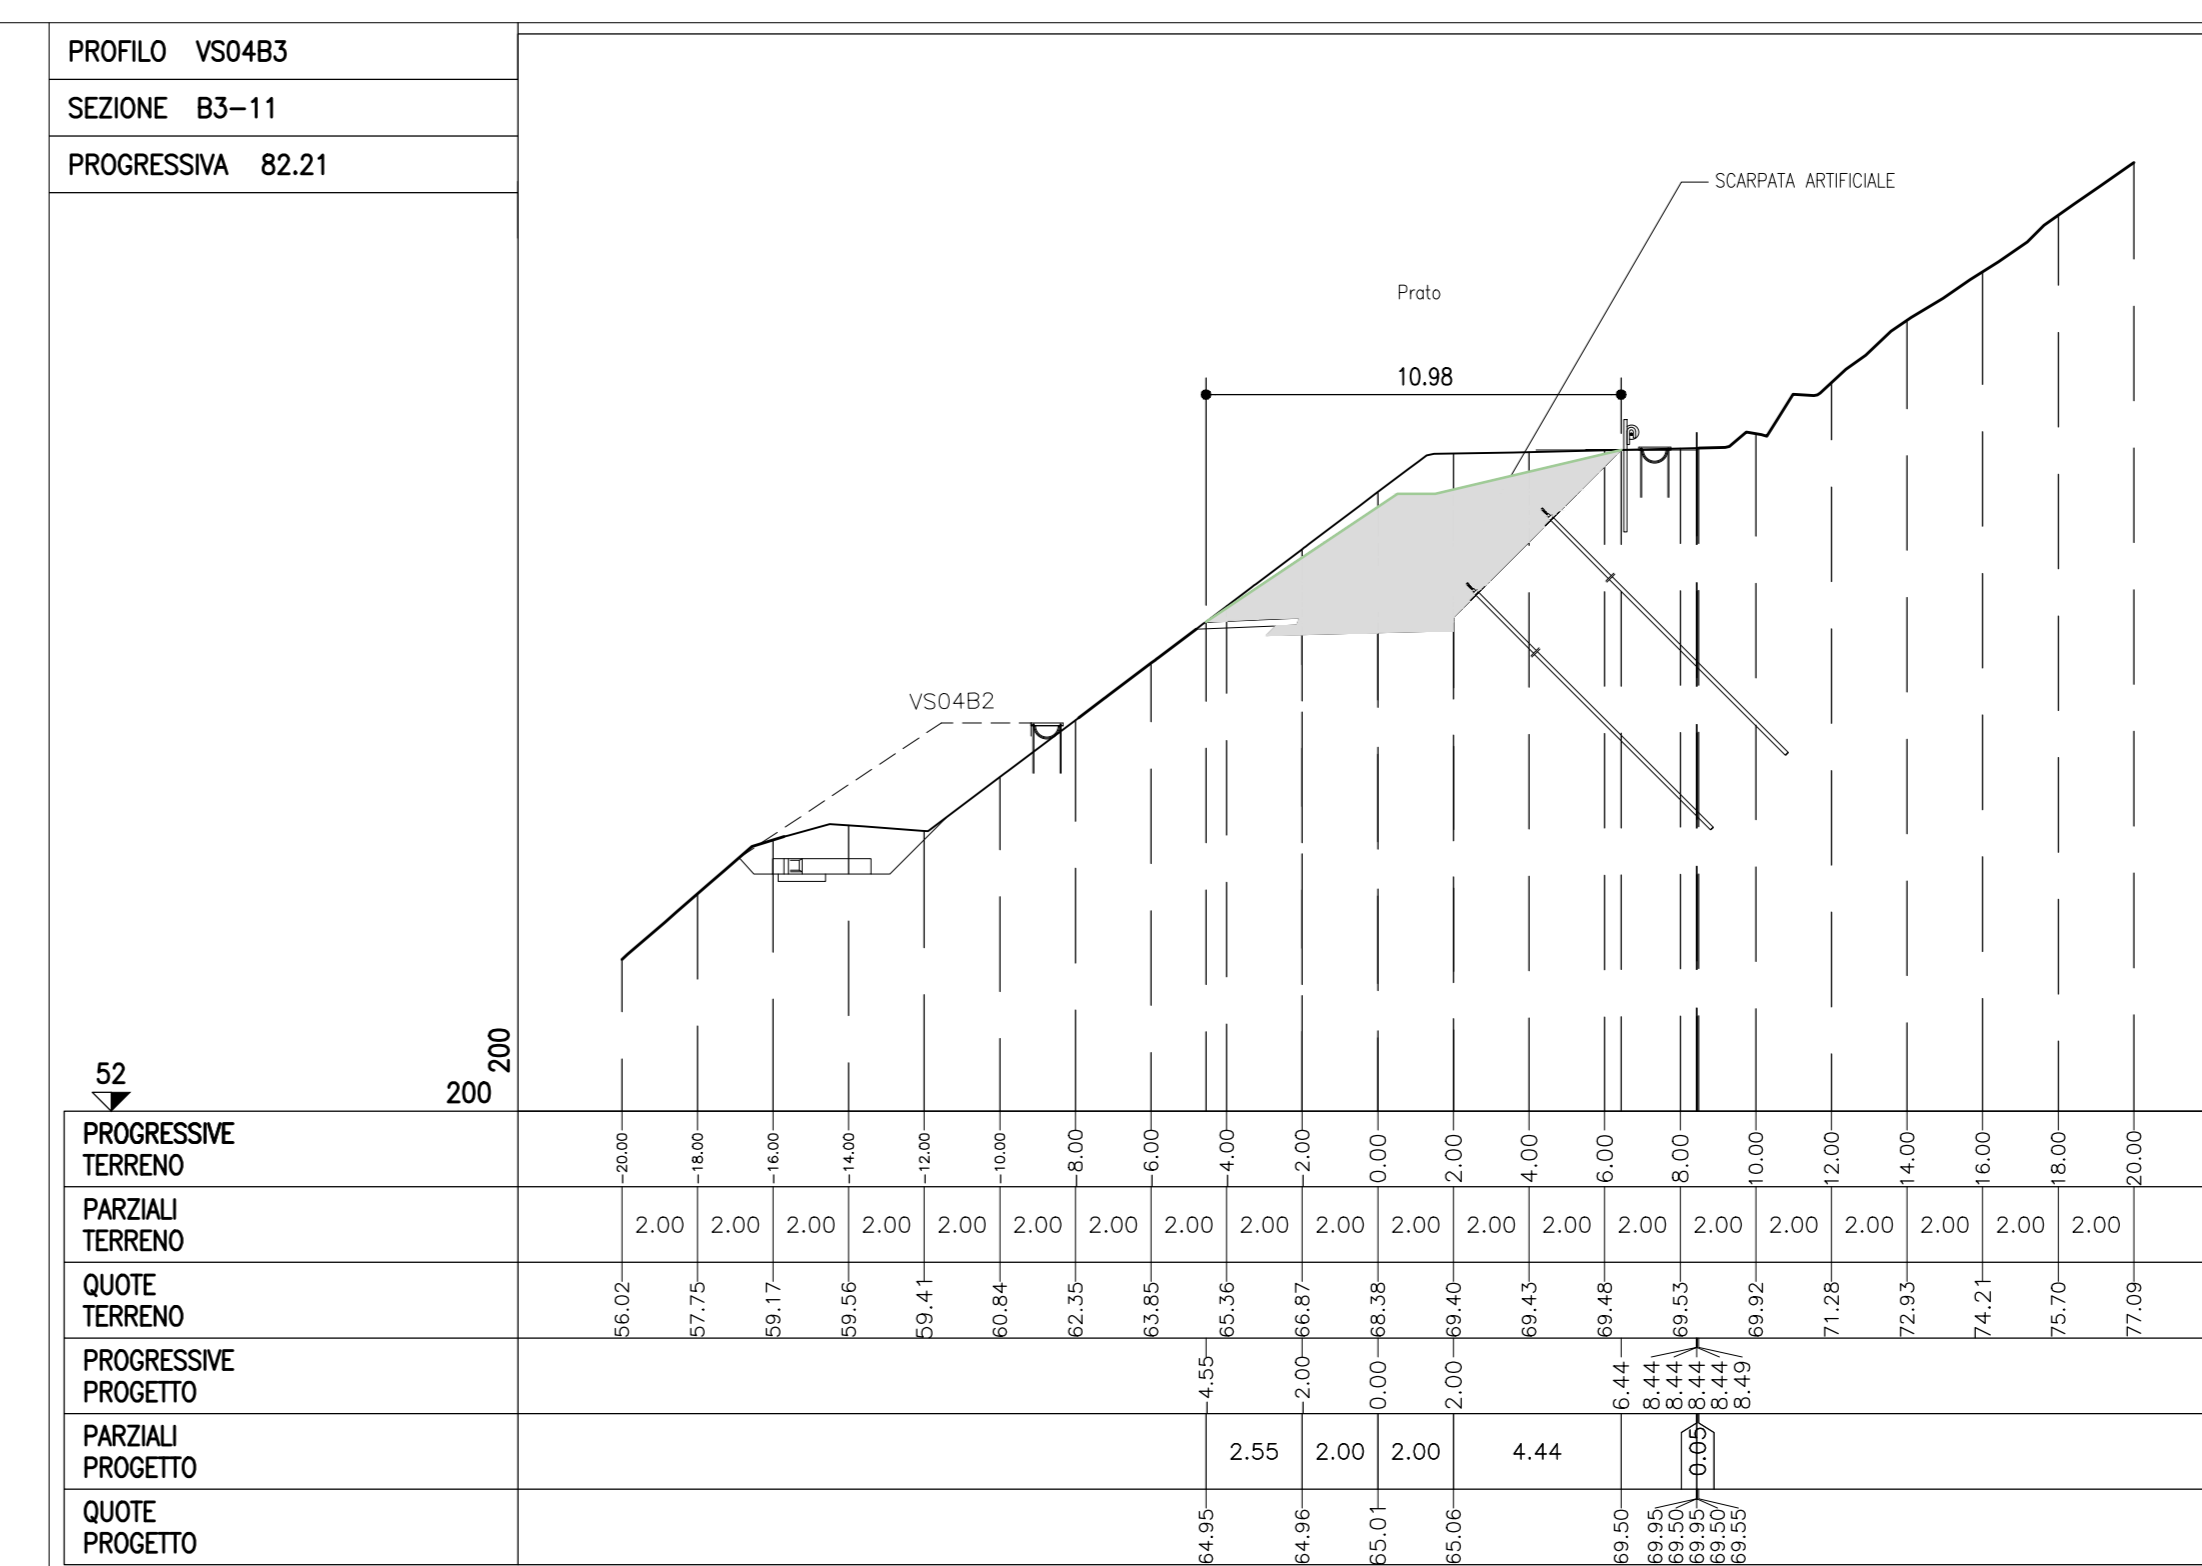 PROFILO VS04B3
SEZIONE B3-11
PROGRESSIVA 82.21
SCARPATA ARTIFICIALE
Prato
10.98
VS04B2
52
200
200
PROGRESSIVE
TERRENO
-20.00 -18.00 -16.00 -14.00 -12.00 -10.00 -8.00 -6.00 -4.00 -2.00 0.00 2.00 4.00 6.00 8.00 10.00 12.00 14.00 16.00 18.00 20.00
PARZIALI
TERRENO
2.00 2.00 2.00 2.00 2.00 2.00 2.00 2.00 2.00 2.00 2.00 2.00 2.00 2.00 2.00 2.00 2.00 2.00 2.00 2.00
QUOTE
TERRENO
56.02 57.75 59.17 59.56 59.41 60.84 62.35 63.85 65.36 66.87 68.38 69.40 69.43 69.48 69.53 69.92 71.28 72.93 74.21 75.70 77.09
PROGRESSIVE
PROGETTO
-4.55 -2.00 0.00 2.00 6.44 8.44 8.44 8.44 8.44 8.49
PARZIALI
PROGETTO
2.55 2.00 2.00 4.44 0.05
QUOTE
PROGETTO
64.95 64.96 65.01 65.06 69.50 69.95 69.50 69.95 69.50 69.55